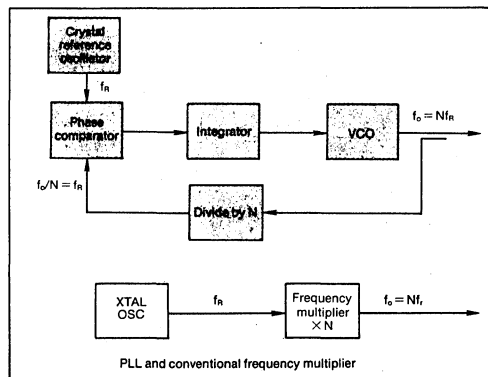 Crystal
reference
oscillator
f_R
Phase
comparator
Integrator
VCO
f_o = Nf_R
f_o/N = f_R
Divide by N
XTAL
OSC
f_R
Frequency
multiplier
× N
f_o = Nf_r
PLL and conventional frequency multiplier